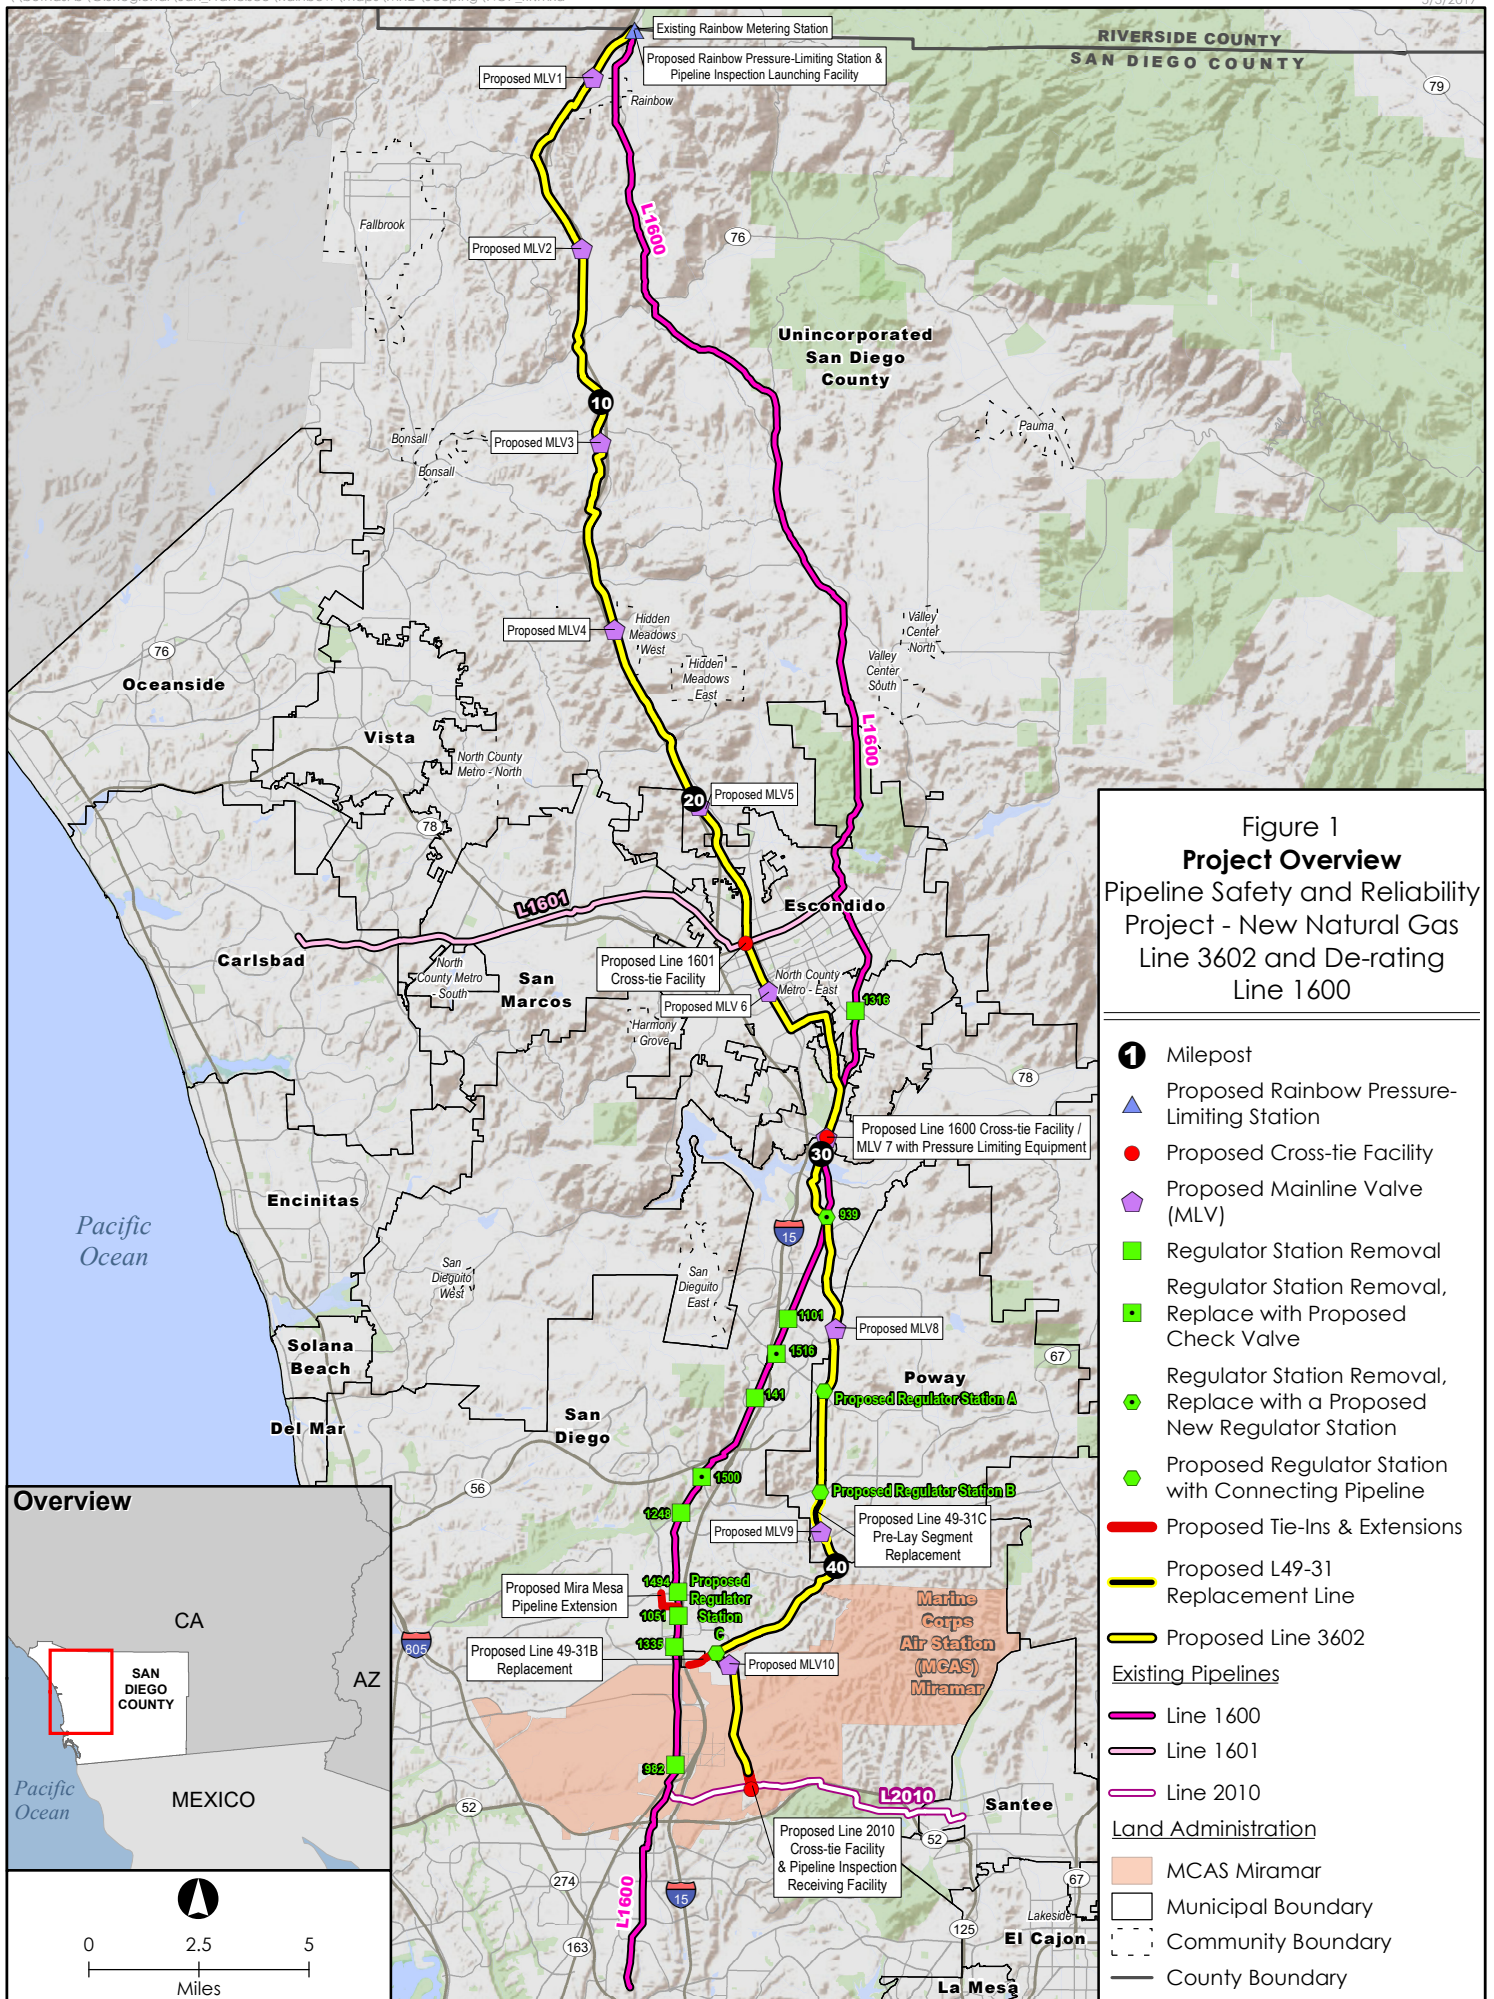 Existing Rainbow Metering Station
RIVERSIDE COUNTY
SAN DIEGO COUNTY
Proposed Rainbow Pressure-Limiting Station &
Pipeline Inspection Launching Facility
Proposed MLV1
79
Rainbow
L1600
Fallbrook
76
Proposed MLV2
Unincorporated
San Diego
County
10
Pauma
Bonsall
Proposed MLV3
Bonsall
Valley
Center
North
Hidden
Meadows
West
Proposed MLV4
76
Valley
Center
South
Hidden
Meadows
East
Oceanside
L1600
Vista
North County
Metro - North
20
Proposed MLV5
78
Escondido
L1601
Carlsbad
North
County Metro
- South
San
Marcos
Proposed Line 1601
Cross-tie Facility
North County
Metro - East
Proposed MLV 6
1316
Harmony
Grove
78
Proposed Line 1600 Cross-tie Facility /
MLV 7 with Pressure Limiting Equipment
30
Encinitas
939
15
Pacific
Ocean
San
Dieguito
West
San
Dieguito
East
1101
Proposed MLV8
Solana
Beach
1516
67
Poway
141
Proposed Regulator Station A
Del Mar
San
Diego
1500
56
Proposed Regulator Station B
1248
Proposed MLV9
Proposed Line 49-31C
Pre-Lay Segment
Replacement
40
1494
Proposed
Regulator
Station
C
Proposed Mira Mesa
Pipeline Extension
1051
Marine
Corps
Air Station
(MCAS)
Miramar
805
1335
Proposed Line 49-31B
Replacement
Proposed MLV10
982
L2010
Santee
52
52
Proposed Line 2010
Cross-tie Facility
& Pipeline Inspection
Receiving Facility
274
67
L1600
15
Lakeside
125
El Cajon
163
La Mesa
Overview
CA
AZ
SAN
DIEGO
COUNTY
Pacific
Ocean
MEXICO
0 2.5 5
Miles
Figure 1
Project Overview
Pipeline Safety and Reliability
Project - New Natural Gas
Line 3602 and De-rating
Line 1600
1 Milepost
Proposed Rainbow Pressure-
Limiting Station
Proposed Cross-tie Facility
Proposed Mainline Valve
(MLV)
Regulator Station Removal
Regulator Station Removal,
Replace with Proposed
Check Valve
Regulator Station Removal,
Replace with a Proposed
New Regulator Station
Proposed Regulator Station
with Connecting Pipeline
Proposed Tie-Ins & Extensions
Proposed L49-31
Replacement Line
Proposed Line 3602
Existing Pipelines
Line 1600
Line 1601
Line 2010
Land Administration
MCAS Miramar
Municipal Boundary
Community Boundary
County Boundary